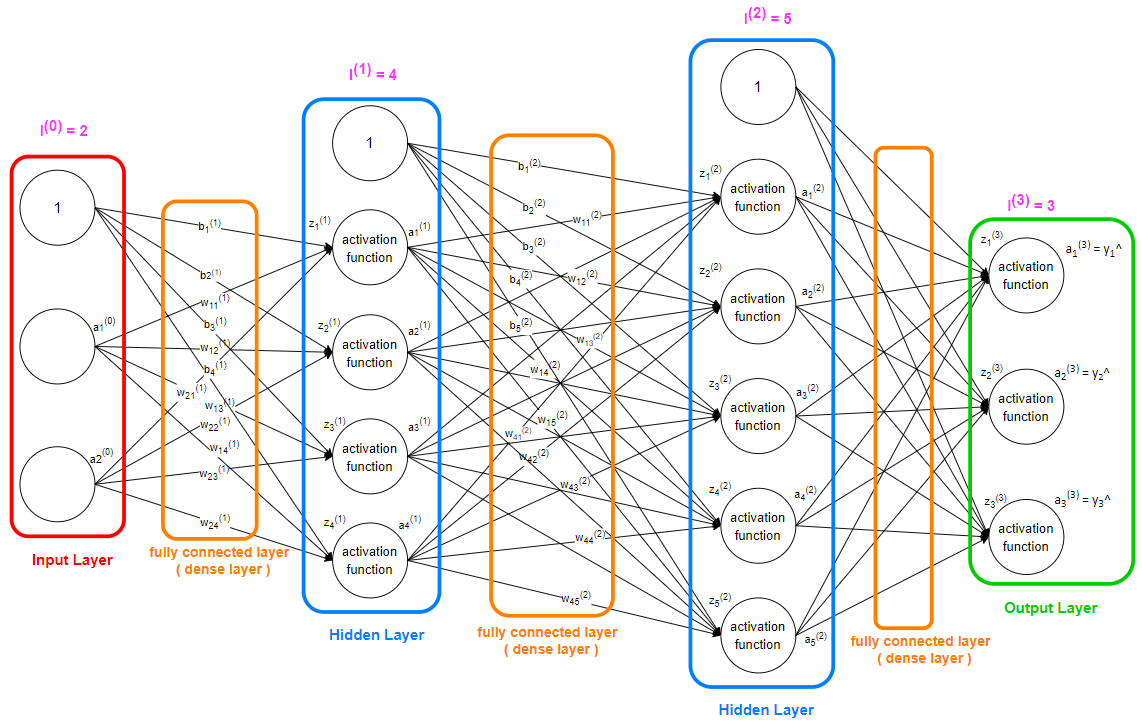 l(0) = 2
1
a1(0)
a2(0)
Input Layer
b1(1)
b2(1)
w11(1)
b3(1)
w12(1)
b4(1)
w21(1)
w13(1)
w22(1)
w14(1)
w23(1)
w24(1)
fully connected layer
( dense layer )
l(1) = 4
1
z1(1)
activation
function
a1(1)
z2(1)
activation
function
a2(1)
z3(1)
activation
function
a3(1)
z4(1)
activation
function
a4(1)
Hidden Layer
b1(2)
b2(2)
w11(2)
b3(2)
b4(2)
w12(2)
b5(2)
w13(2)
w14(2)
w15(2)
w41(2)
w42(2)
w43(2)
w44(2)
w45(2)
fully connected layer
( dense layer )
l(2) = 5
1
z1(2)
activation
function
a1(2)
z2(2)
activation
function
a2(2)
z3(2)
activation
function
a3(2)
z4(2)
activation
function
a4(2)
z5(2)
activation
function
a5(2)
Hidden Layer
fully connected layer
( dense layer )
l(3) = 3
z1(3)
activation
function
a1(3) = y1^
z2(3)
activation
function
a2(3) = y2^
z3(3)
activation
function
a3(3) = y3^
Output Layer